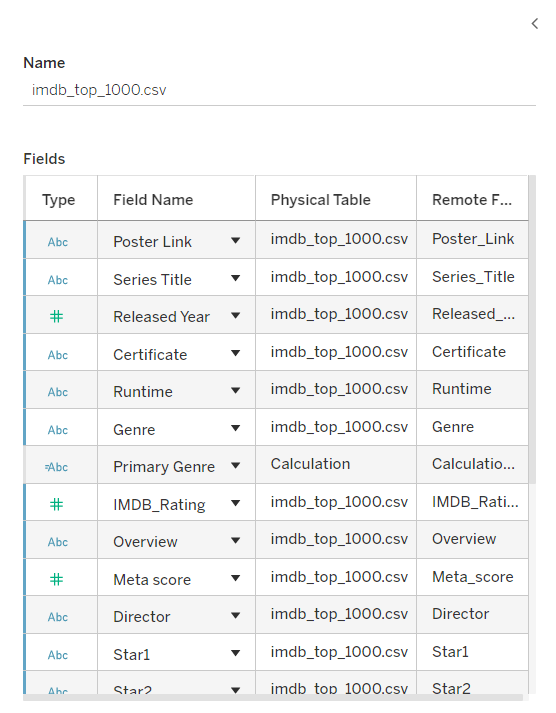 Name
imdb_top_1000.csv
Fields
Type Field Name Physical Table Remote F...
Abc Poster Link imdb_top_1000.csv Poster_Link
Abc Series Title imdb_top_1000.csv Series_Title
# Released Year imdb_top_1000.csv Released_...
Abc Certificate imdb_top_1000.csv Certificate
Abc Runtime imdb_top_1000.csv Runtime
Abc Genre imdb_top_1000.csv Genre
=Abc Primary Genre Calculation Calculatio...
# IMDB_Rating imdb_top_1000.csv IMDB_Rati...
Abc Overview imdb_top_1000.csv Overview
# Meta score imdb_top_1000.csv Meta_score
Abc Director imdb_top_1000.csv Director
Abc Star1 imdb_top_1000.csv Star1
Abc Star2 imdb_top_1000.csv Star2